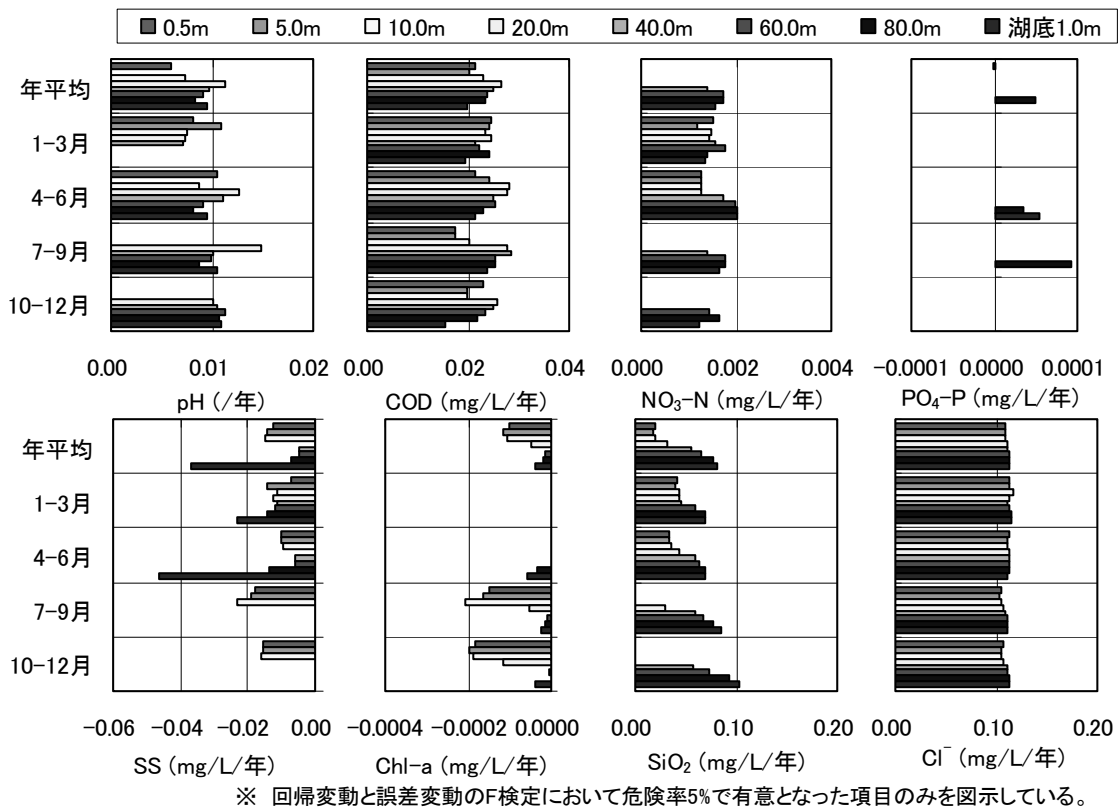 0.5m 5.0m 10.0m 20.0m 40.0m 60.0m 80.0m 湖底1.0m
年平均
1-3月
4-6月
7-9月
10-12月
0.00 0.01 0.02 0.00 0.02 0.04 0.000 0.002 0.004 -0.0001 0.0000 0.0001
pH (/年) COD (mg/L/年) NO₃-N (mg/L/年) PO₄-P (mg/L/年)
年平均
1-3月
4-6月
7-9月
10-12月
-0.06 -0.04 -0.02 0.00 -0.0004 -0.0002 0.0000 0.00 0.10 0.20 0.00 0.10 0.20
SS (mg/L/年) Chl-a (mg/L/年) SiO₂ (mg/L/年) Cl⁻ (mg/L/年)
※ 回帰変動と誤差変動のF検定において危険率5%で有意となった項目のみを図示している。